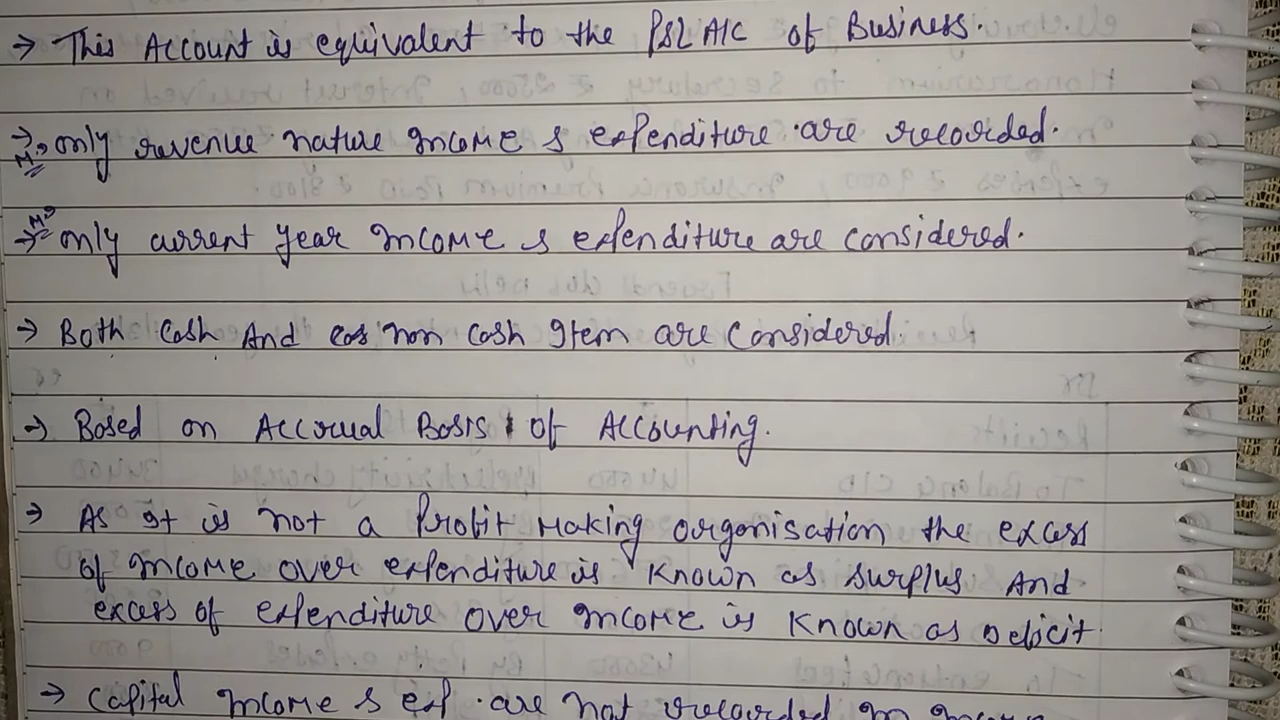 → This Account is equivalent to the P&L A/C of Business.
→ only revenue nature Income & expenditure are recorded.
→ only current year Income & expenditure are considered.
→ Both Cash And non Cash Item are Considered.
→ Based on Accrual Basis of Accounting.
→ As It is not a Profit Making organisation the excess
of Income over expenditure is Known as Surplus And
excess of expenditure over Income is Known as Deficit
→ Capital Income & exp. are Not recorded In